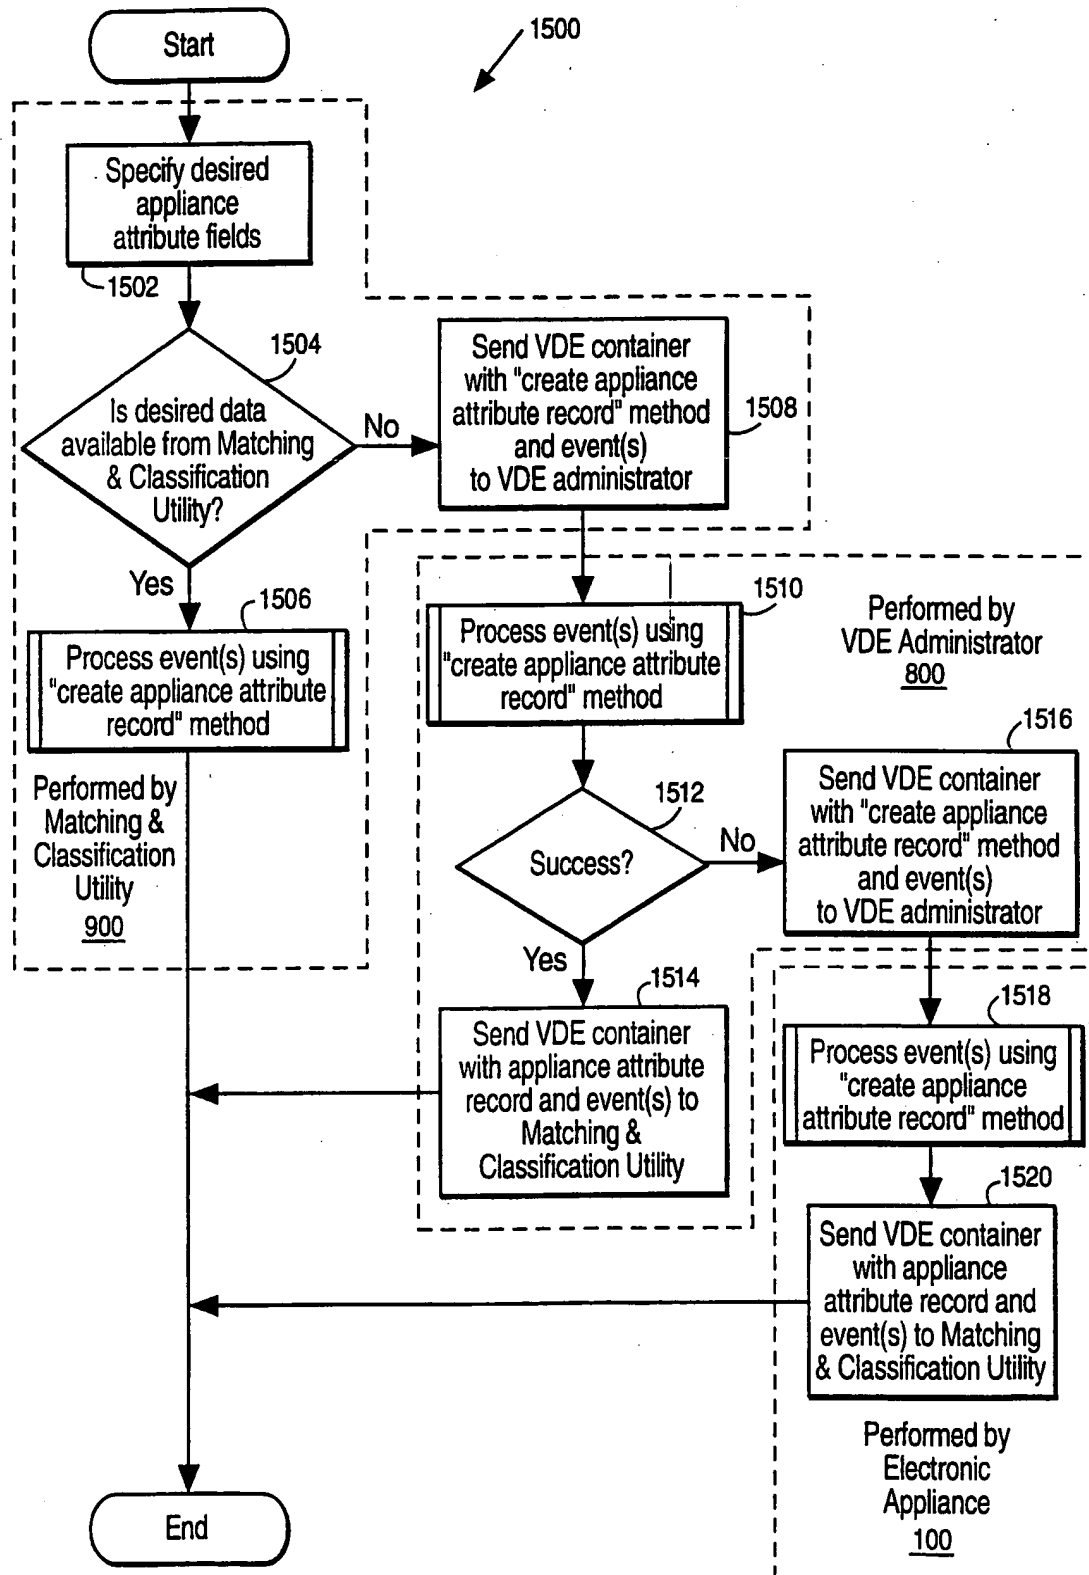 Start
1500
Specify desired
appliance
attribute fields
1502
1504
Is desired data
available from Matching
& Classification
Utility?
No
Send VDE container
with "create appliance
attribute record" method
and event(s)
to VDE administrator
1508
Yes
1506
Process event(s) using
"create appliance attribute
record" method
Performed by
Matching &
Classification
Utility
900
1510
Process event(s) using
"create appliance attribute
record" method
Performed by
VDE Administrator
800
1512
Success?
No
1516
Send VDE container
with "create appliance
attribute record" method
and event(s)
to VDE administrator
Yes
1514
Send VDE container
with appliance attribute
record and event(s) to
Matching &
Classification Utility
1518
Process event(s) using
"create appliance
attribute record" method
1520
Send VDE container
with appliance
attribute record and
event(s) to Matching
& Classification Utility
Performed by
Electronic
Appliance
100
End